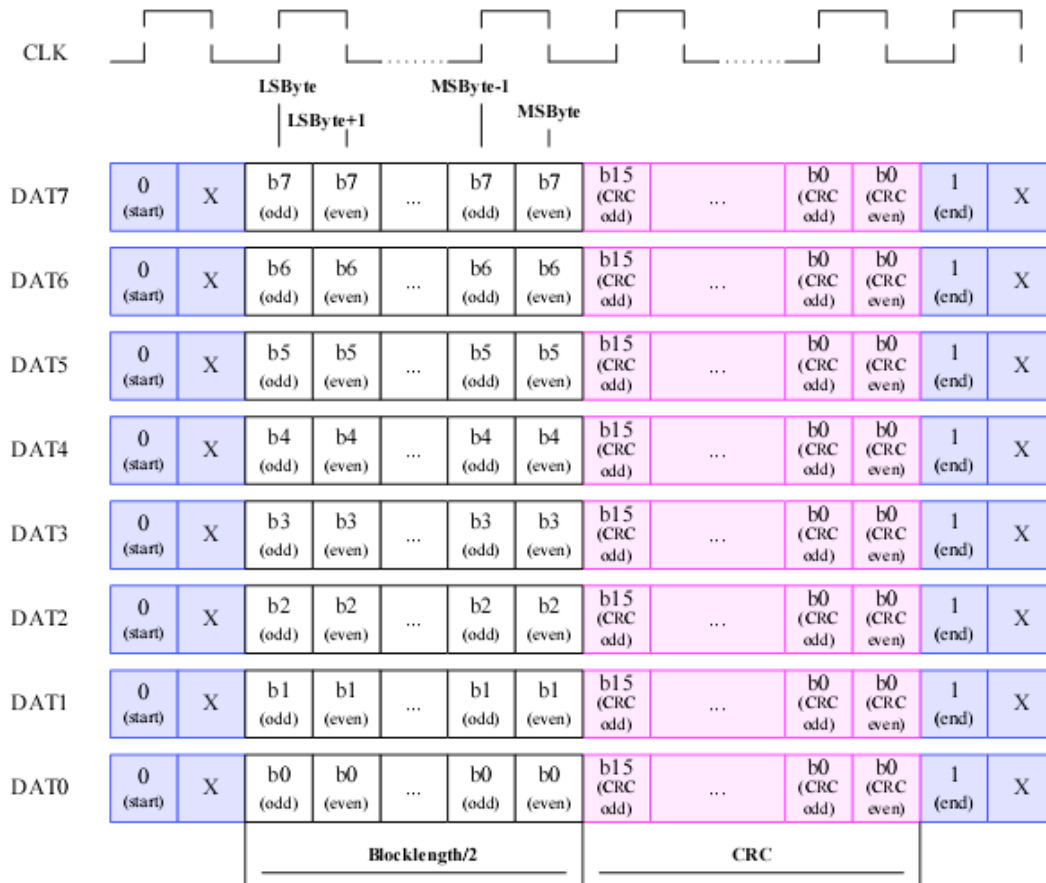 CLK
LSByte MSByte-1
LSByte+1 MSByte
DAT7 0 (start) X b7 (odd) b7 (even) ... b7 (odd) b7 (even) b15 (CRC odd) ... b0 (CRC odd) b0 (CRC even) 1 (end) X
DAT6 0 (start) X b6 (odd) b6 (even) ... b6 (odd) b6 (even) b15 (CRC odd) ... b0 (CRC odd) b0 (CRC even) 1 (end) X
DAT5 0 (start) X b5 (odd) b5 (even) ... b5 (odd) b5 (even) b15 (CRC odd) ... b0 (CRC odd) b0 (CRC even) 1 (end) X
DAT4 0 (start) X b4 (odd) b4 (even) ... b4 (odd) b4 (even) b15 (CRC odd) ... b0 (CRC odd) b0 (CRC even) 1 (end) X
DAT3 0 (start) X b3 (odd) b3 (even) ... b3 (odd) b3 (even) b15 (CRC odd) ... b0 (CRC odd) b0 (CRC even) 1 (end) X
DAT2 0 (start) X b2 (odd) b2 (even) ... b2 (odd) b2 (even) b15 (CRC odd) ... b0 (CRC odd) b0 (CRC even) 1 (end) X
DAT1 0 (start) X b1 (odd) b1 (even) ... b1 (odd) b1 (even) b15 (CRC odd) ... b0 (CRC odd) b0 (CRC even) 1 (end) X
DAT0 0 (start) X b0 (odd) b0 (even) ... b0 (odd) b0 (even) b15 (CRC odd) ... b0 (CRC odd) b0 (CRC even) 1 (end) X
Blocklength/2 CRC